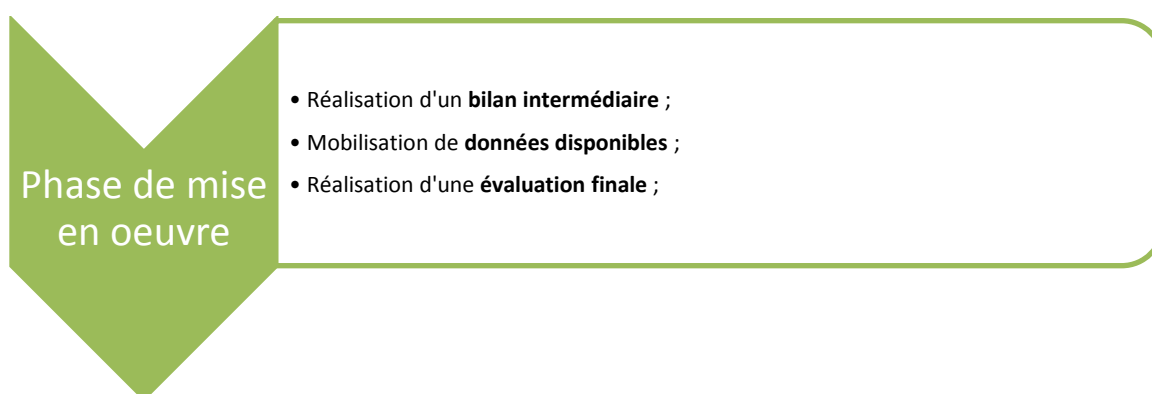 Phase de mise
en oeuvre
• Réalisation d'un bilan intermédiaire ;
• Mobilisation de données disponibles ;
• Réalisation d'une évaluation finale ;